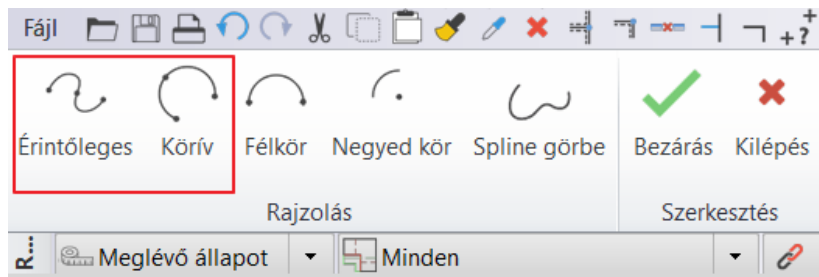 Fájl
Érintőleges Körív Félkör Negyed kör Spline görbe Bezárás Kilépés
Rajzolás Szerkesztés
R... Meglévő állapot Minden